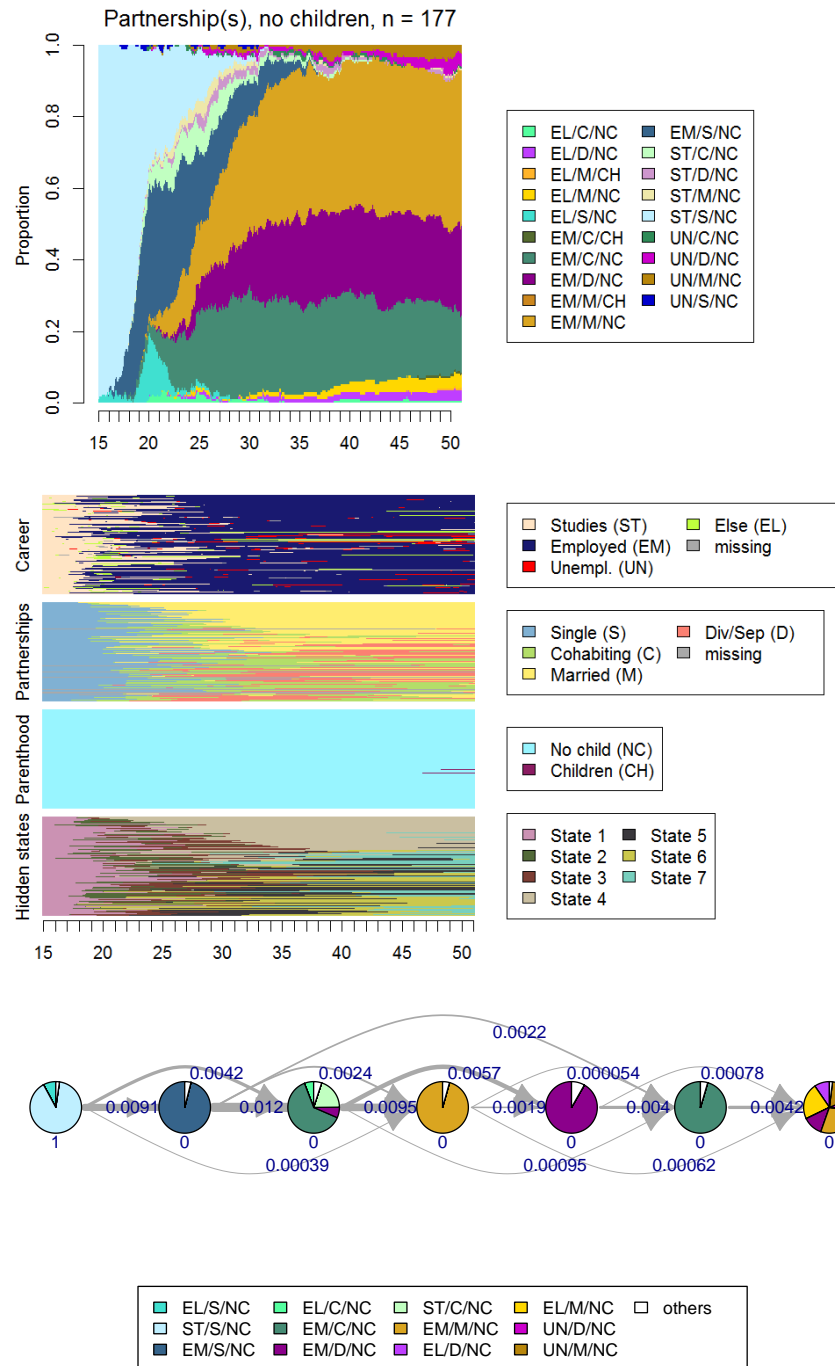 Partnership(s), no children, n = 177
Proportion
1.0
0.8
0.6
0.4
0.2
0.0
15 20 25 30 35 40 45 50
EL/C/NC EM/S/NC
EL/D/NC ST/C/NC
EL/M/CH ST/D/NC
EL/M/NC ST/M/NC
EL/S/NC ST/S/NC
EM/C/CH UN/C/NC
EM/C/NC UN/D/NC
EM/D/NC UN/M/NC
EM/M/CH UN/S/NC
EM/M/NC
Career
Studies (ST) Else (EL)
Employed (EM) missing
Unempl. (UN)
Partnerships
Single (S) Div/Sep (D)
Cohabiting (C) missing
Married (M)
Parenthood
No child (NC)
Children (CH)
Hidden states
State 1 State 5
State 2 State 6
State 3 State 7
State 4
15 20 25 30 35 40 45 50
0.0022
0.0042 0.0024 0.0057 0.000054 0.00078
0.0091 0.012 0.0095 0.0019 0.004 0.0042
1 0 0 0 0 0 0
0.00039 0.00095 0.00062
EL/S/NC EL/C/NC ST/C/NC EL/M/NC others
ST/S/NC EM/C/NC EM/M/NC UN/D/NC
EM/S/NC EM/D/NC EL/D/NC UN/M/NC